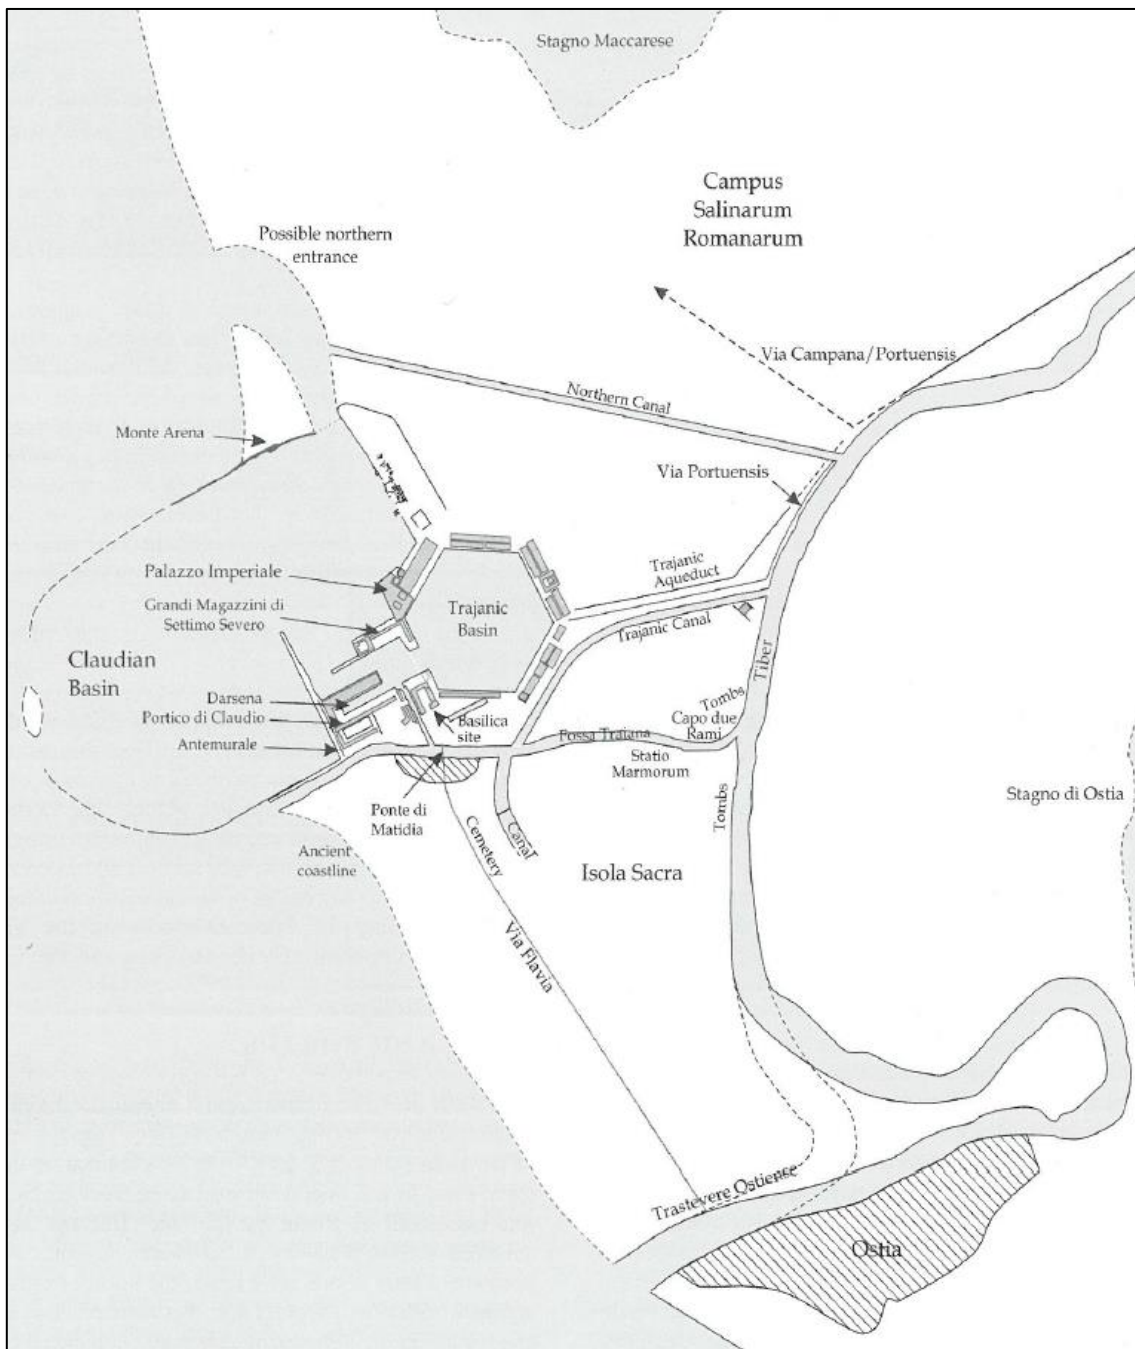 Stagno Maccarese
Campus
Salinarum
Romanarum
Possible northern
entrance
Via Campana/Portuensis
Northern Canal
Monte Arena
Via Portuensis
Palazzo Imperiale
Trajanic
Aqueduct
Grandi Magazzini di
Settimo Severo
Trajanic
Basin
Trajanic Canal
Claudian
Basin
Tiber
Darsena
Portico di Claudio
Antemurale
Basilica
site
Fossa Traiana
Tombs
Capo due
Rami
Statio
Marmorum
Ponte di
Matidia
Tombs
Stagno di Ostia
Ancient
coastline
Cemetery
Canal
Isola Sacra
Via Flavia
Trastevere Ostiense
Ostia